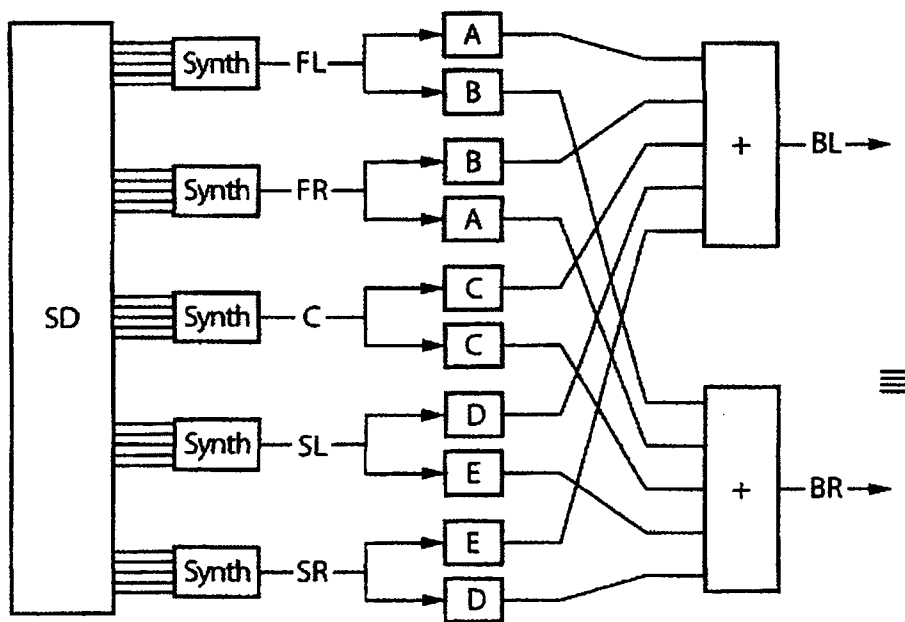 SD
Synth FL A
B
Synth FR B
A
Synth C C
C
Synth SL D
E
Synth SR E
D
+ BL
+ BR